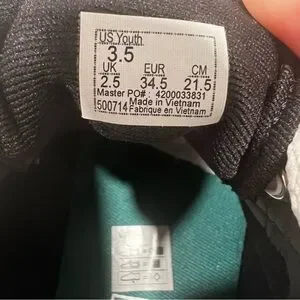 US Youth
3.5
UK EUR CM
2.5 34.5 21.5
Master PO# : 4200033831
500714 Made in Vietnam
Fabrique en Vietnam